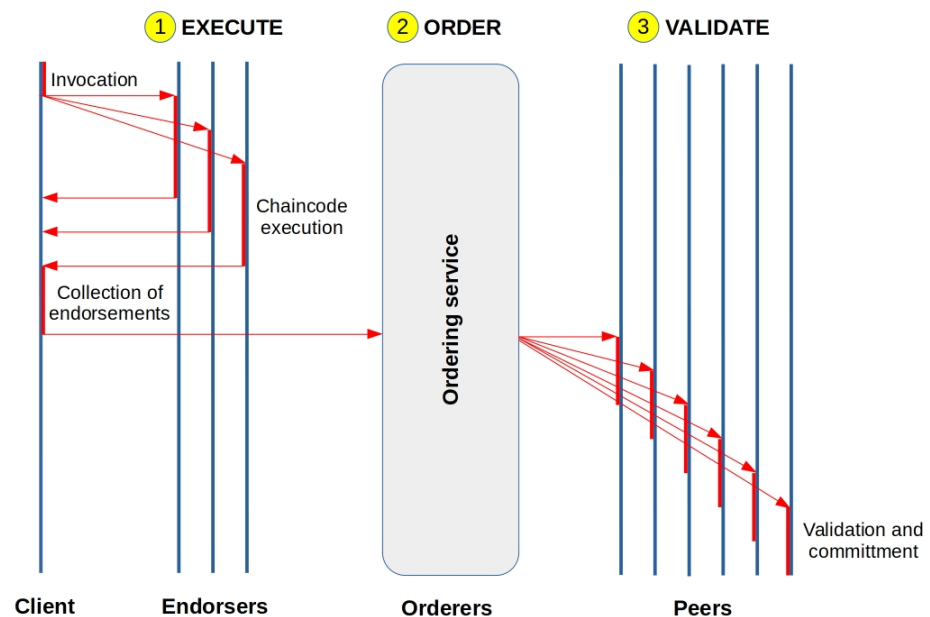 1 EXECUTE
2 ORDER
3 VALIDATE
Invocation
Chaincode
execution
Collection of
endorsements
Ordering service
Validation and
committment
Client
Endorsers
Orderers
Peers